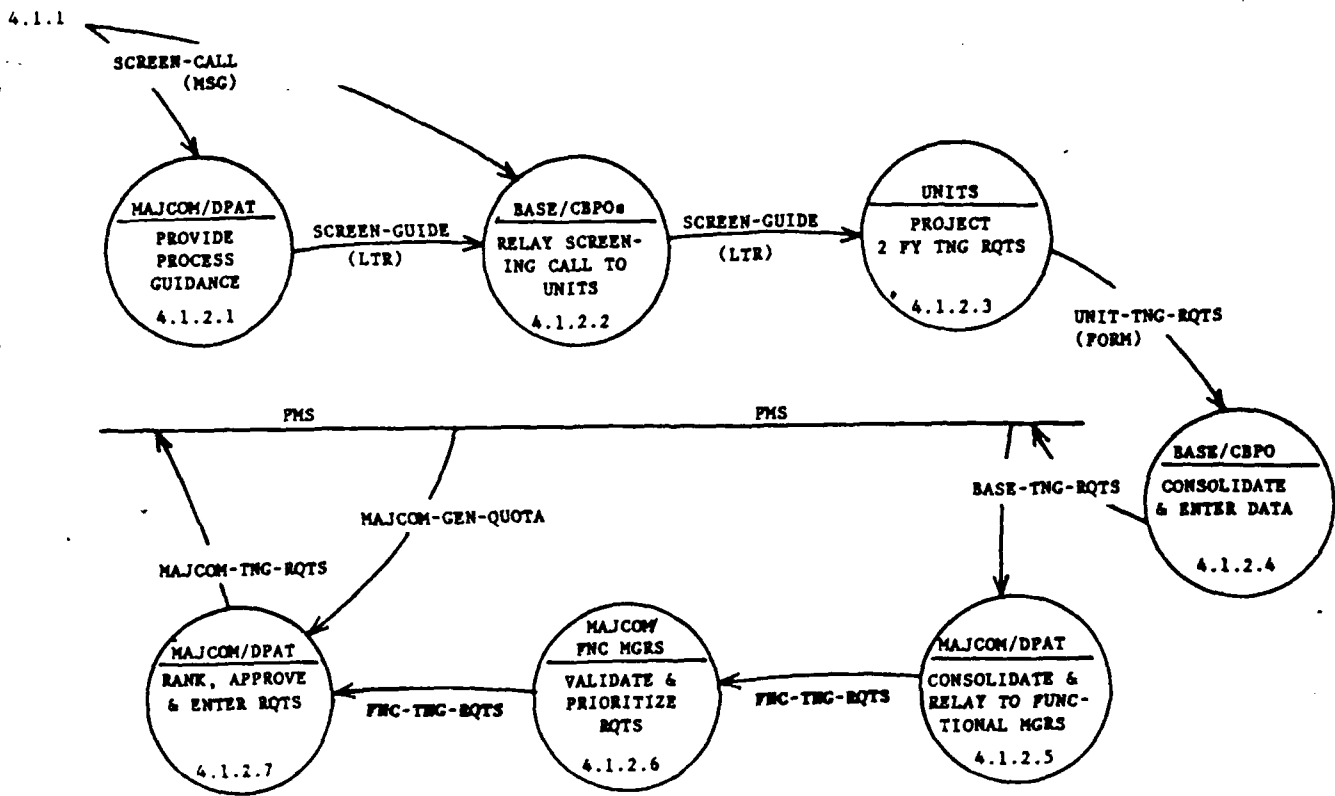 4.1.1
SCREEN-CALL
(MSG)
MAJCOM/DPAT
PROVIDE
PROCESS
GUIDANCE
4.1.2.1
SCREEN-GUIDE
(LTR)
BASE/CBPOs
RELAY SCREEN-
ING CALL TO
UNITS
4.1.2.2
SCREEN-GUIDE
(LTR)
UNITS
PROJECT
2 FY TNG RQTS
4.1.2.3
UNIT-TNG-RQTS
(FORM)
BASE/CBPO
CONSOLIDATE
& ENTER DATA
4.1.2.4
PMS
PMS
BASE-TNG-RQTS
MAJCOM-GEN-QUOTA
MAJCOM-TNG-RQTS
MAJCOM/DPAT
RANK, APPROVE
& ENTER RQTS
4.1.2.7
FNC-TNG-RQTS
MAJCOM/
FNC MGRS
VALIDATE &
PRIORITIZE
RQTS
4.1.2.6
FNC-TNG-RQTS
MAJCOM/DPAT
CONSOLIDATE &
RELAY TO FUNC-
TIONAL MGRS
4.1.2.5